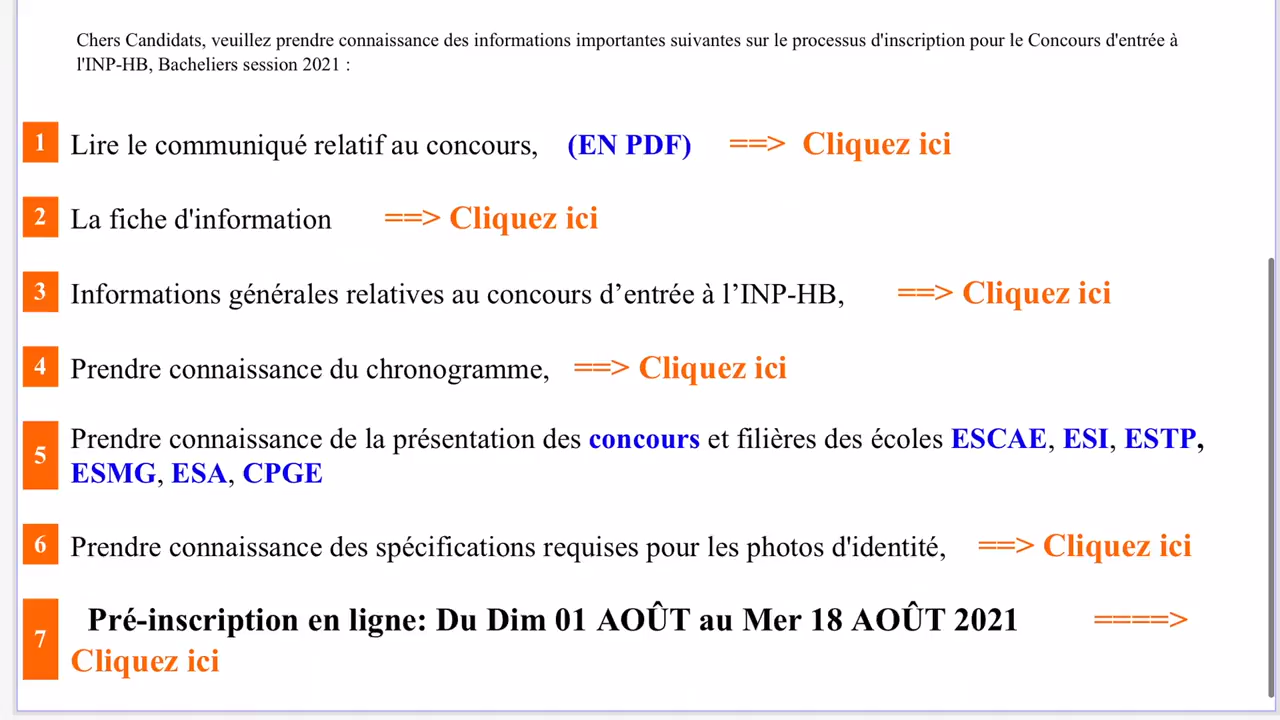 Chers Candidats, veuillez prendre connaissance des informations importantes suivantes sur le processus d'inscription pour le Concours d'entrée à
l'INP-HB, Bacheliers session 2021 :
1 Lire le communiqué relatif au concours, (EN PDF) ==> Cliquez ici
2 La fiche d'information ==> Cliquez ici
3 Informations générales relatives au concours d’entrée à l’INP-HB, ==> Cliquez ici
4 Prendre connaissance du chronogramme, ==> Cliquez ici
5 Prendre connaissance de la présentation des concours et filières des écoles ESCAE, ESI, ESTP,
ESMG, ESA, CPGE
6 Prendre connaissance des spécifications requises pour les photos d'identité, ==> Cliquez ici
7 Pré-inscription en ligne: Du Dim 01 AOÛT au Mer 18 AOÛT 2021 ====>
Cliquez ici